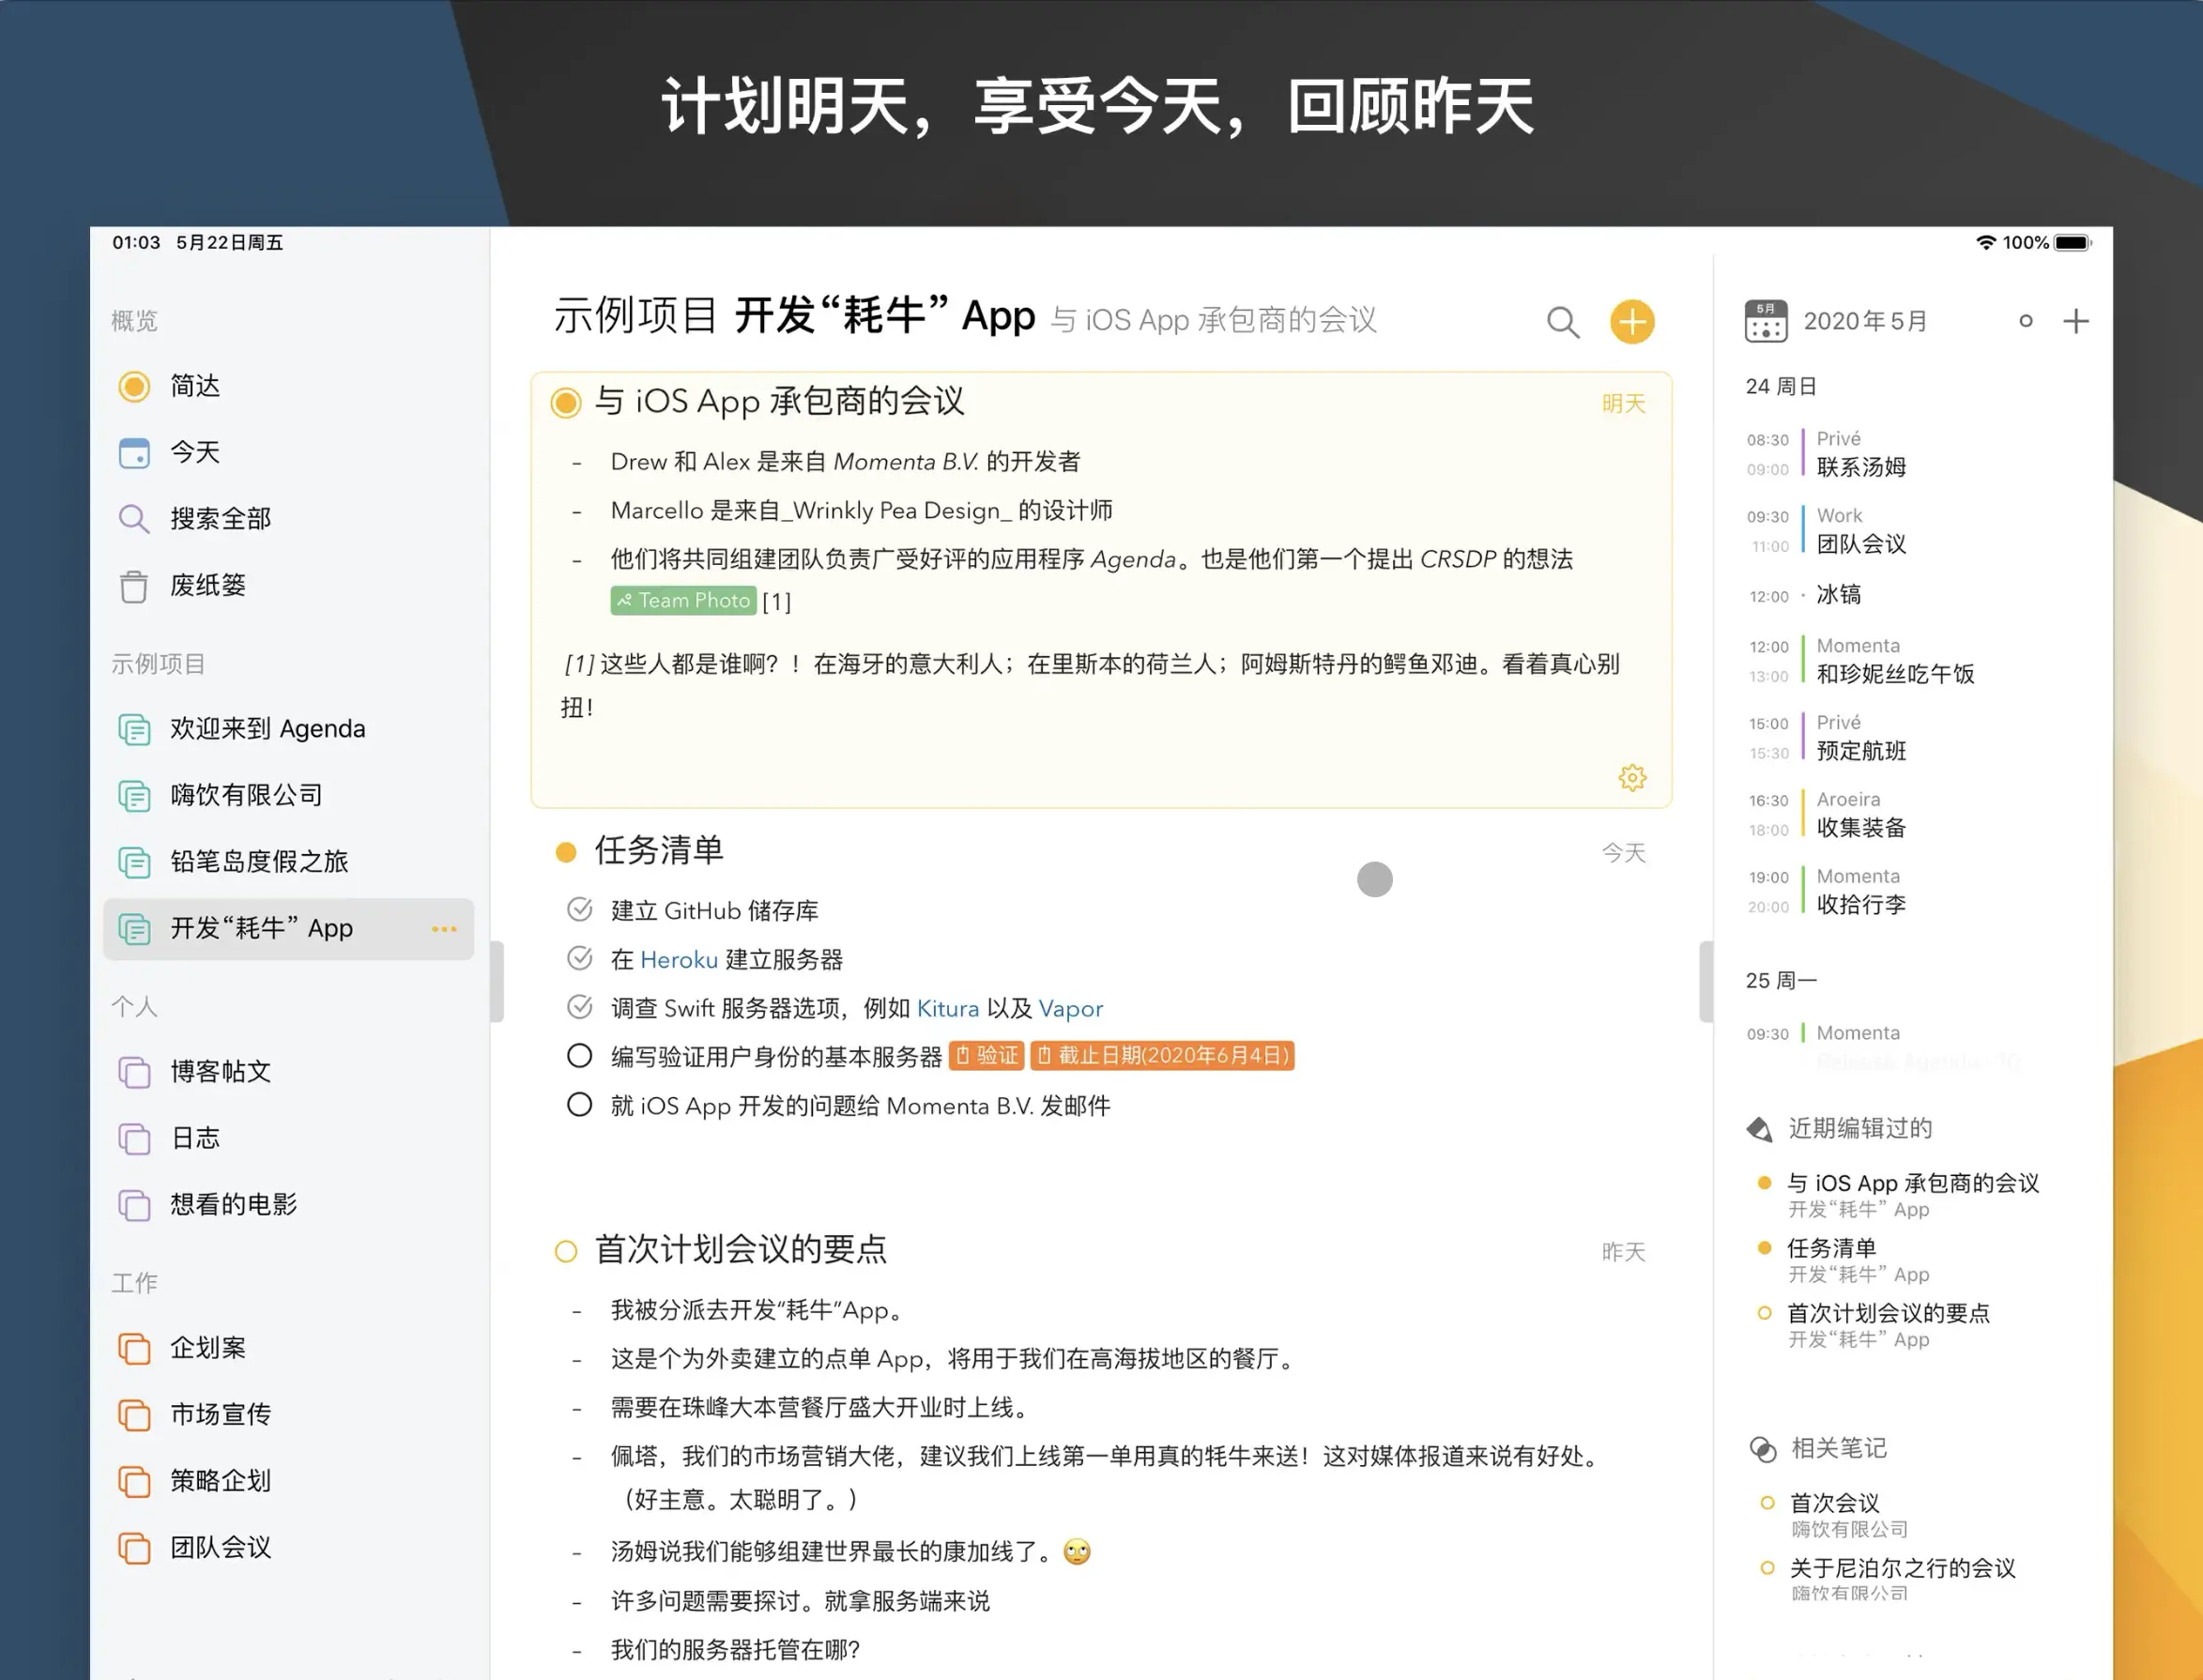 计划明天，享受今天，回顾昨天
01:03 5月22日周五
100%
概览
简达
今天
搜索全部
废纸篓
示例项目
欢迎来到 Agenda
嗨饮有限公司
铅笔岛度假之旅
开发“耗牛” App
个人
博客帖文
日志
想看的电影
工作
企划案
市场宣传
策略企划
团队会议
示例项目 开发“耗牛” App 与 iOS App 承包商的会议
与 iOS App 承包商的会议 明天
- Drew 和 Alex 是来自 Momenta B.V. 的开发者
- Marcello 是来自_Wrinkly Pea Design_ 的设计师
- 他们将共同组建团队负责广受好评的应用程序 Agenda。也是他们第一个提出 CRSDP 的想法
Team Photo [1]
[1] 这些人都是谁啊？！在海牙的意大利人；在里斯本的荷兰人；阿姆斯特丹的鳄鱼邓迪。看着真心别
扭！
任务清单 今天
建立 GitHub 储存库
在 Heroku 建立服务器
调查 Swift 服务器选项，例如 Kitura 以及 Vapor
编写验证用户身份的基本服务器 验证 截止日期(2020年6月4日)
就 iOS App 开发的问题给 Momenta B.V. 发邮件
首次计划会议的要点 昨天
- 我被分派去开发“耗牛”App。
- 这是个为外卖建立的点单 App，将用于我们在高海拔地区的餐厅。
- 需要在珠峰大本营餐厅盛大开业时上线。
- 佩塔，我们的市场营销大佬，建议我们上线第一单用真的牦牛来送！这对媒体报道来说有好处。
（好主意。太聪明了。）
- 汤姆说我们能够组建世界最长的康加线了。🙄
- 许多问题需要探讨。就拿服务端来说
- 我们的服务器托管在哪？
5月
2020年5月
24 周日
08:30 Privé
09:00 联系汤姆
09:30 Work
11:00 团队会议
12:00 · 冰镐
12:00 Momenta
13:00 和珍妮丝吃午饭
15:00 Privé
15:30 预定航班
16:30 Aroeira
18:00 收集装备
19:00 Momenta
20:00 收拾行李
25 周一
09:30 Momenta
近期编辑过的
与 iOS App 承包商的会议
开发“耗牛” App
任务清单
开发“耗牛” App
首次计划会议的要点
开发“耗牛” App
相关笔记
首次会议
嗨饮有限公司
关于尼泊尔之行的会议
嗨饮有限公司